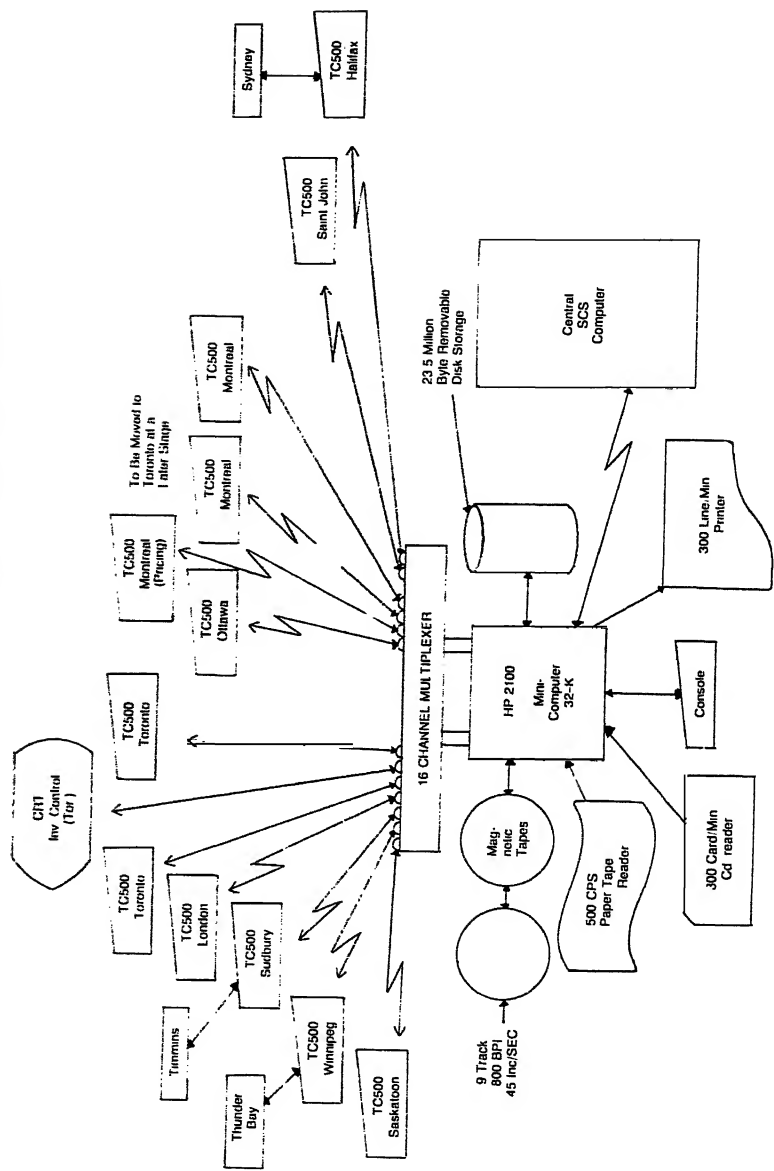 Sydney
TC500
Halifax
TC500
Saint John
TC500
Montreal
To Be Moved to
Toronto at a
Later Stage
TC500
Montreal
TC500
Montreal
(Pricing)
TC500
Ottawa
TC500
Toronto
CRT
Inv Control
(Tor)
TC500
Toronto
TC500
London
TC500
Sudbury
Timmins
TC500
Winnipeg
Thunder
Bay
TC500
Saskatoon
16 CHANNEL MULTIPLEXER
23 5 Million
Byte Removable
Disk Storage
Central
SCS
Computer
HP 2100
Mini-
Computer
32-K
300 Line/Min
Printer
Console
300 Card/Min
Cd reader
500 CPS
Paper Tape
Reader
Mag-
netic
Tapes
9 Track
800 BPI
45 Inc/SEC